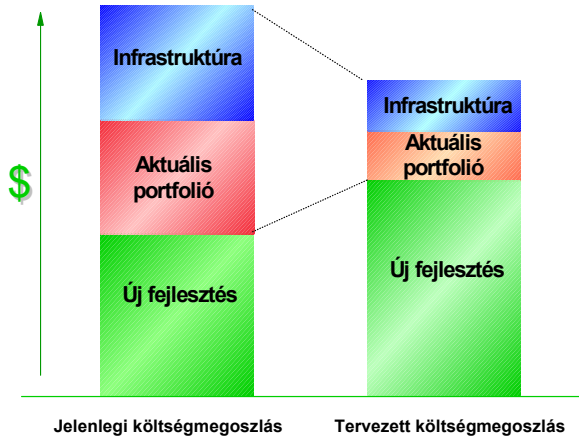 Infrastruktúra
Aktuális
portfolió
Új fejlesztés
$
Infrastruktúra
Aktuális
portfolió
Új fejlesztés
Jelenlegi költségmegoszlás
Tervezett költségmegoszlás